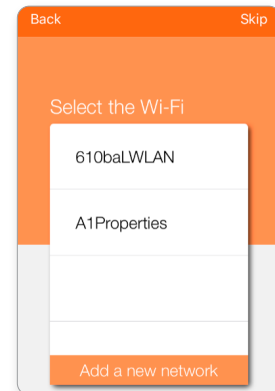 Back Skip
Select the Wi-Fi
610baLWLAN
A1Properties
Add a new network